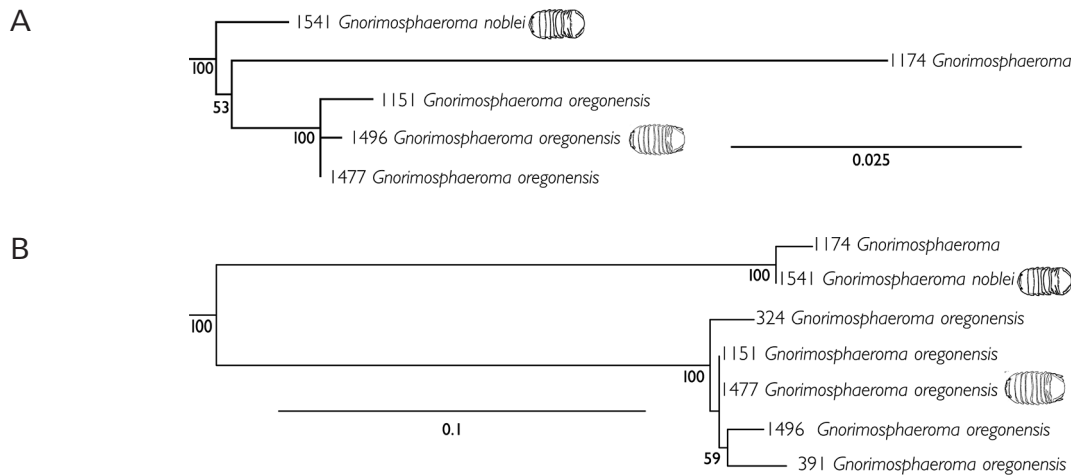 A
1541 Gnorimosphaeroma noblei
100
1174 Gnorimosphaeroma
53
1151 Gnorimosphaeroma oregonensis
100
1496 Gnorimosphaeroma oregonensis
0.025
1477 Gnorimosphaeroma oregonensis
B
1174 Gnorimosphaeroma
100
1541 Gnorimosphaeroma noblei
100
324 Gnorimosphaeroma oregonensis
1151 Gnorimosphaeroma oregonensis
100
1477 Gnorimosphaeroma oregonensis
0.1
1496 Gnorimosphaeroma oregonensis
59
391 Gnorimosphaeroma oregonensis